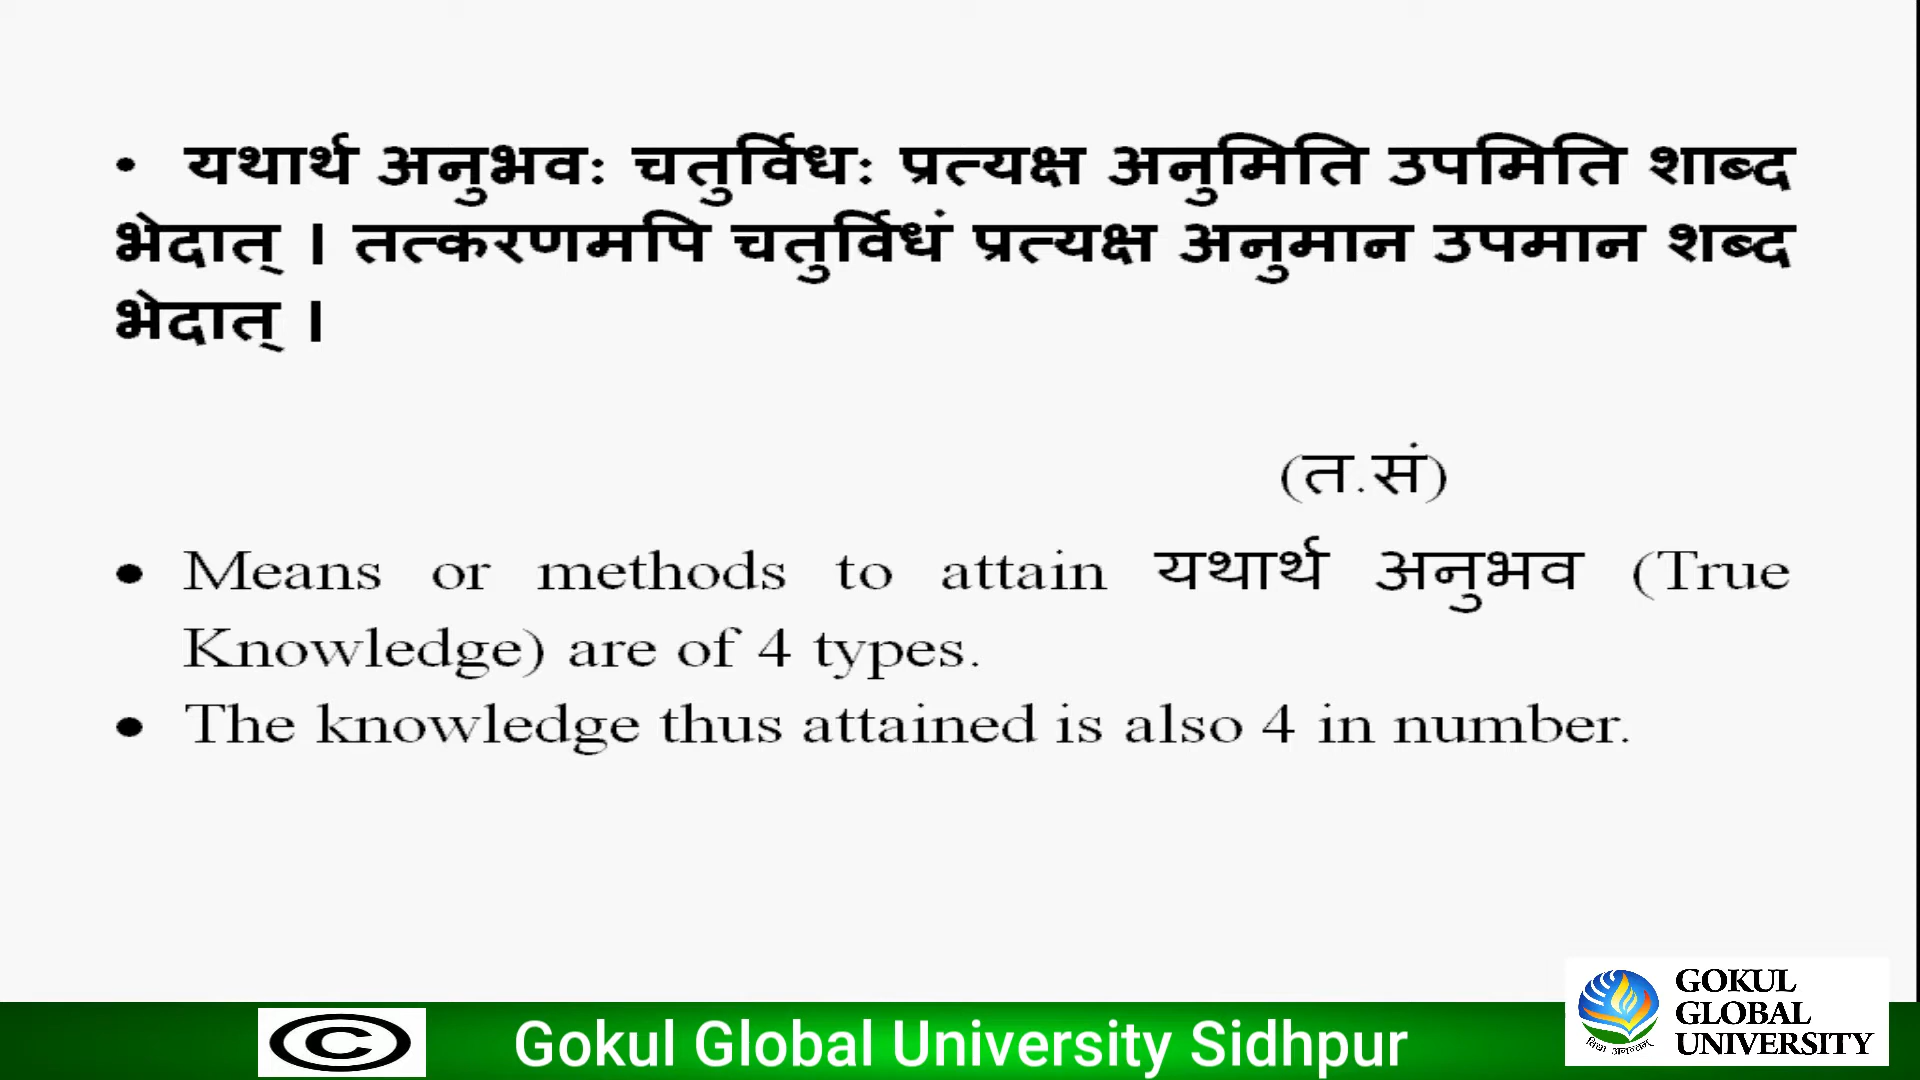 • यथार्थ अनुभवः चतुर्विधः प्रत्यक्ष अनुमिति उपमिति शाब्द
भेदात् । तत्करणमपि चतुर्विधं प्रत्यक्ष अनुमान उपमान शब्द
भेदात् ।
(त.सं)
• Means or methods to attain यथार्थ अनुभव (True
Knowledge) are of 4 types.
• The knowledge thus attained is also 4 in number.
©
Gokul Global University Sidhpur
GOKUL
GLOBAL
UNIVERSITY